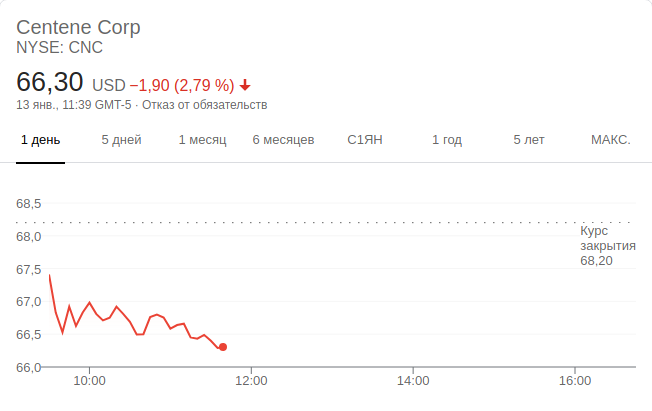 Centene Corp
NYSE: CNC
66,30 USD −1,90 (2,79 %)
13 янв., 11:39 GMT-5 · Отказ от обязательств
1 день 5 дней 1 месяц 6 месяцев С1ЯН 1 год 5 лет МАКС.
68,5
Курс
68,0
закрытия
68,20
67,5
67,0
66,5
66,0
10:00 12:00 14:00 16:00